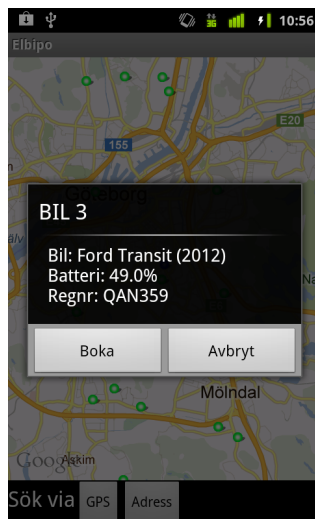 10:56
Elbipo
E20
155
Göteborg
BIL 3
Bil: Ford Transit (2012)
Batteri: 49.0%
Regnr: QAN359
Boka Avbryt
Mölndal
Google
Askim
Sök via GPS Adress